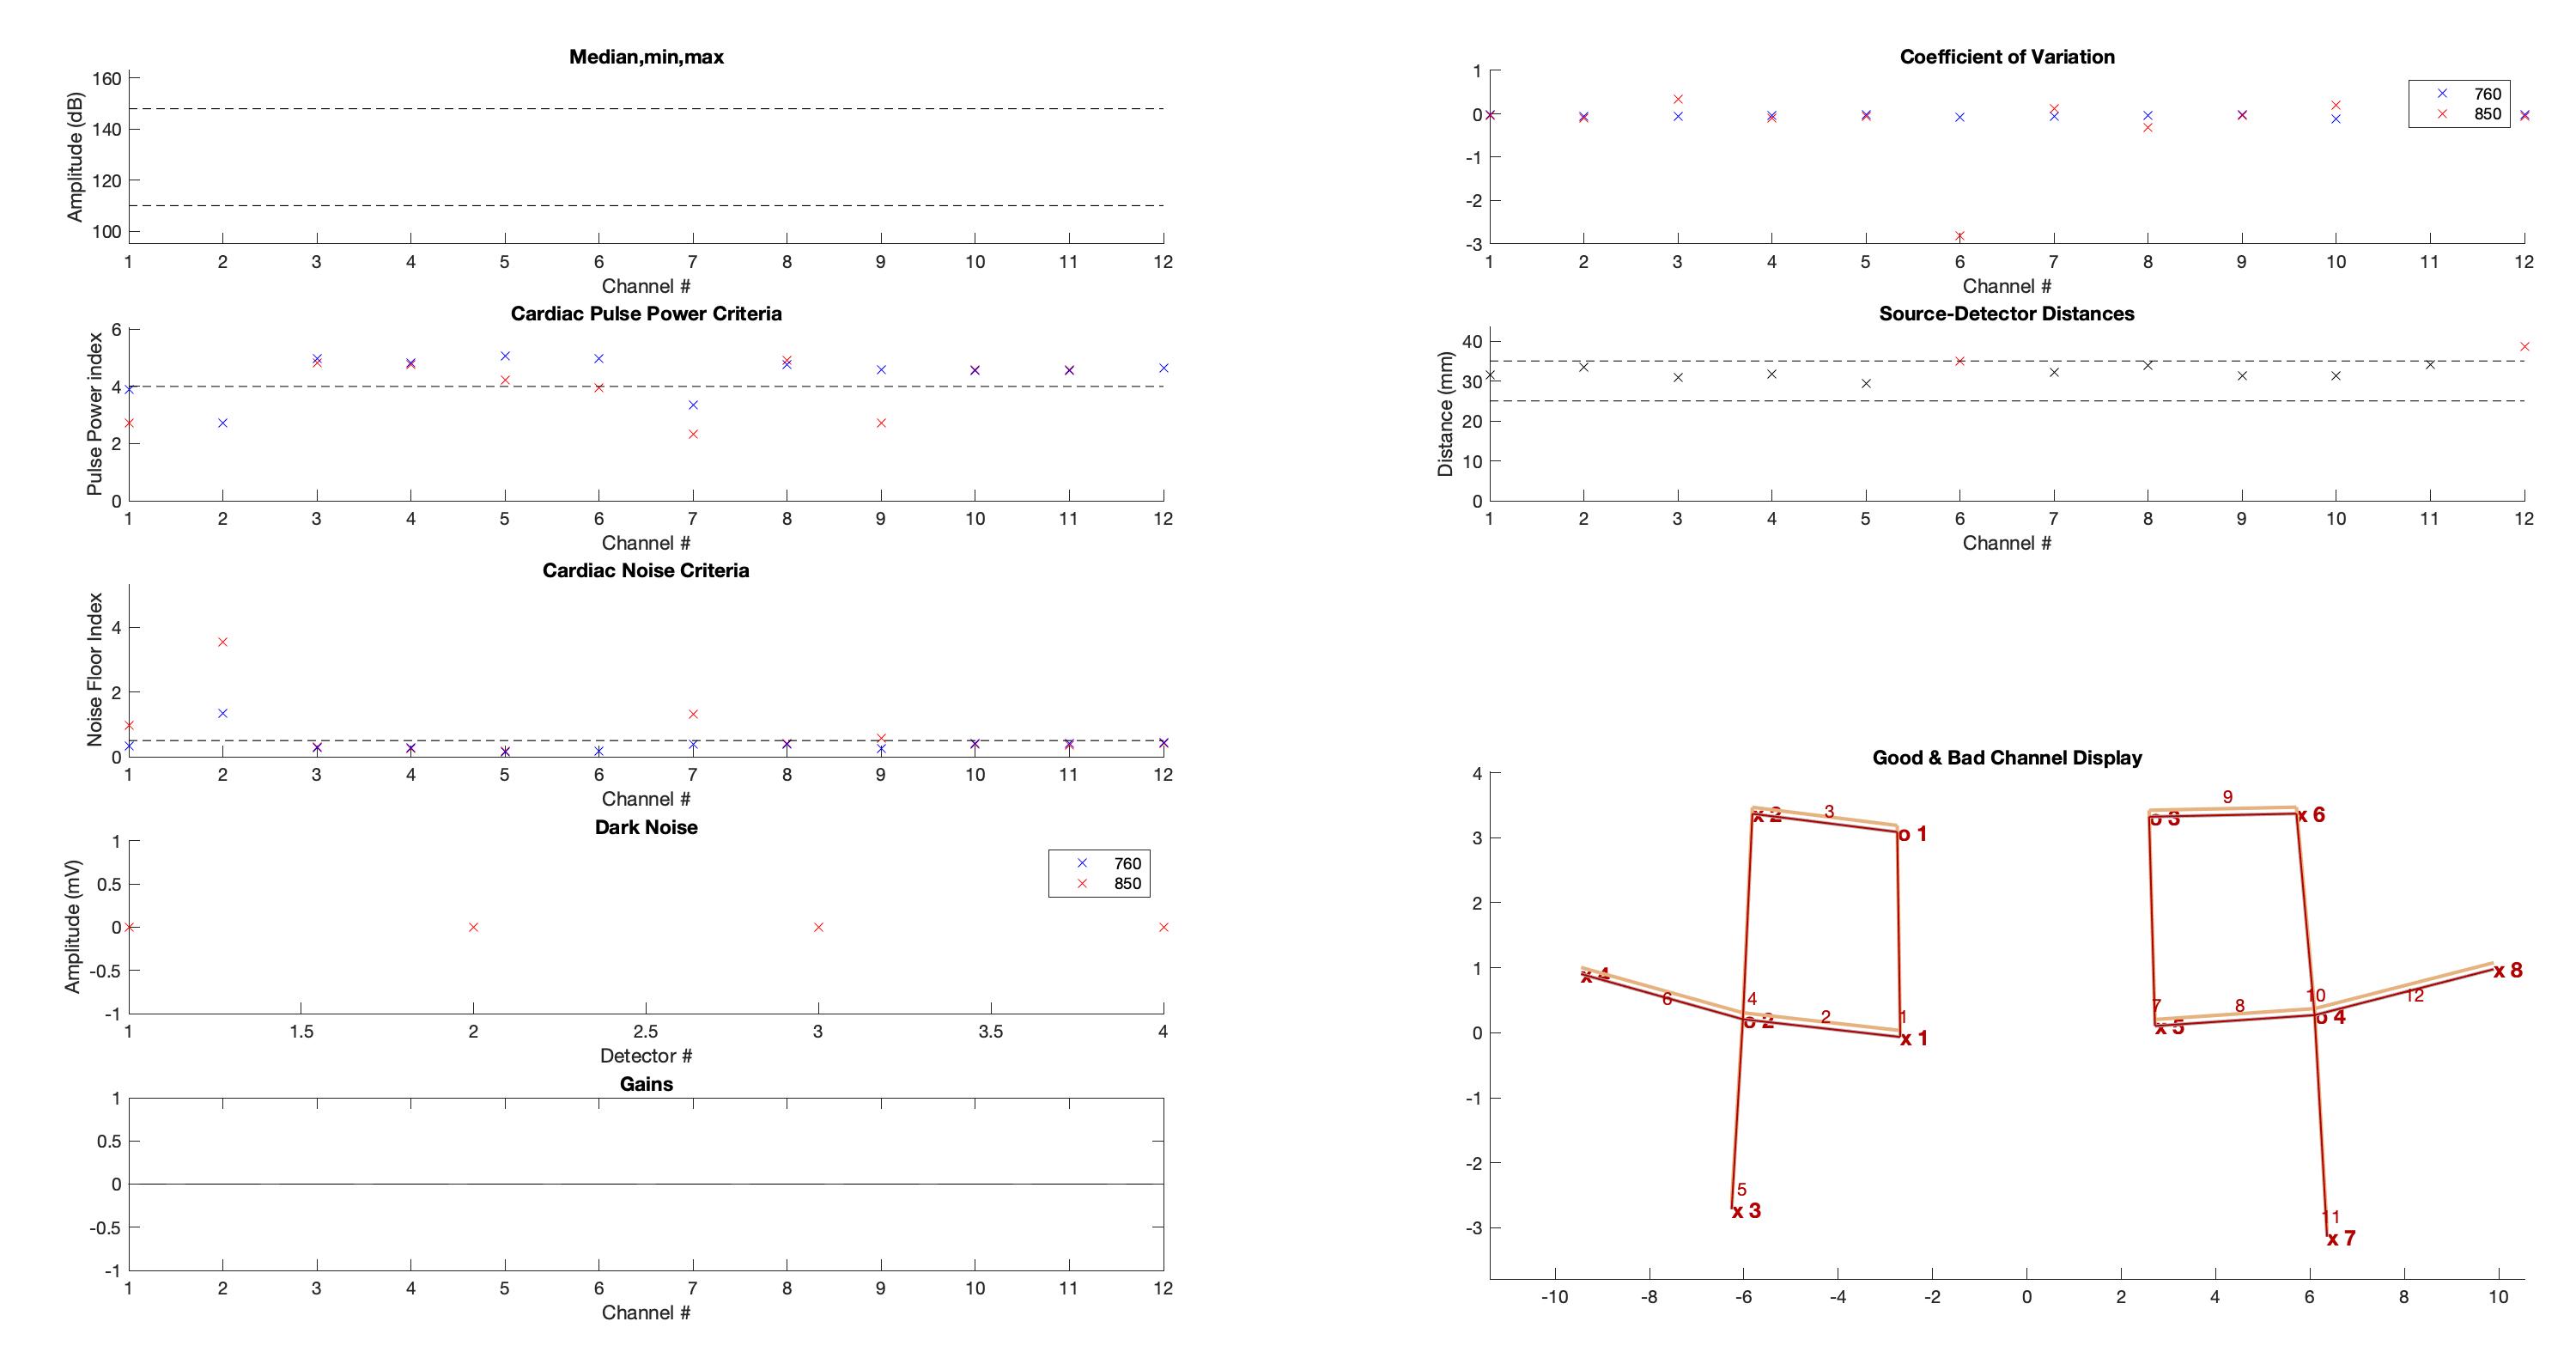 Median,min,max
Amplitude (dB)
160
140
120
100
1 2 3 4 5 6 7 8 9 10 11 12
Channel #
Cardiac Pulse Power Criteria
Pulse Power index
6
4
2
0
1 2 3 4 5 6 7 8 9 10 11 12
Channel #
Cardiac Noise Criteria
Noise Floor Index
4
2
0
1 2 3 4 5 6 7 8 9 10 11 12
Channel #
Dark Noise
Amplitude (mV)
1
0.5
0
-0.5
-1
760
850
1 1.5 2 2.5 3 3.5 4
Detector #
Gains
1
0.5
0
-0.5
-1
1 2 3 4 5 6 7 8 9 10 11 12
Channel #
Coefficient of Variation
1
0
-1
-2
-3
760
850
1 2 3 4 5 6 7 8 9 10 11 12
Channel #
Source-Detector Distances
Distance (mm)
40
30
20
10
0
1 2 3 4 5 6 7 8 9 10 11 12
Channel #
Good & Bad Channel Display
4
3
2
1
0
-1
-2
-3
9
3
x 2
o 1
o 3
x 6
x 4
x 8
6
4
2
1
7
8
10
12
o 2
x 1
x 5
o 4
5
x 3
11
x 7
-10 -8 -6 -4 -2 0 2 4 6 8 10